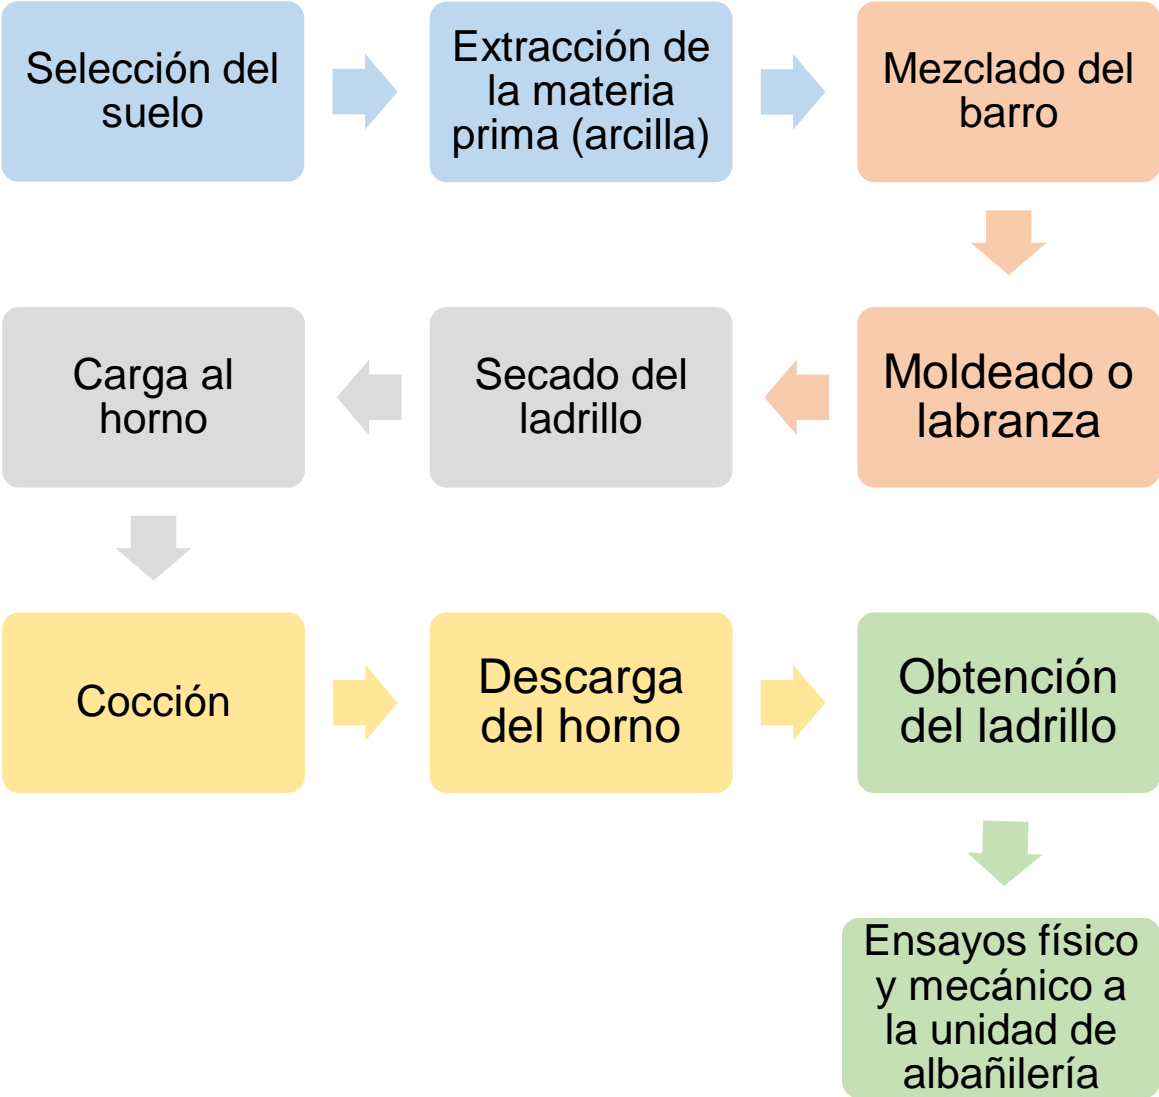 Selección del
suelo
Extracción de
la materia
prima (arcilla)
Mezclado del
barro
Moldeado o
labranza
Secado del
ladrillo
Carga al
horno
Cocción
Descarga
del horno
Obtención
del ladrillo
Ensayos físico
y mecánico a
la unidad de
albañilería